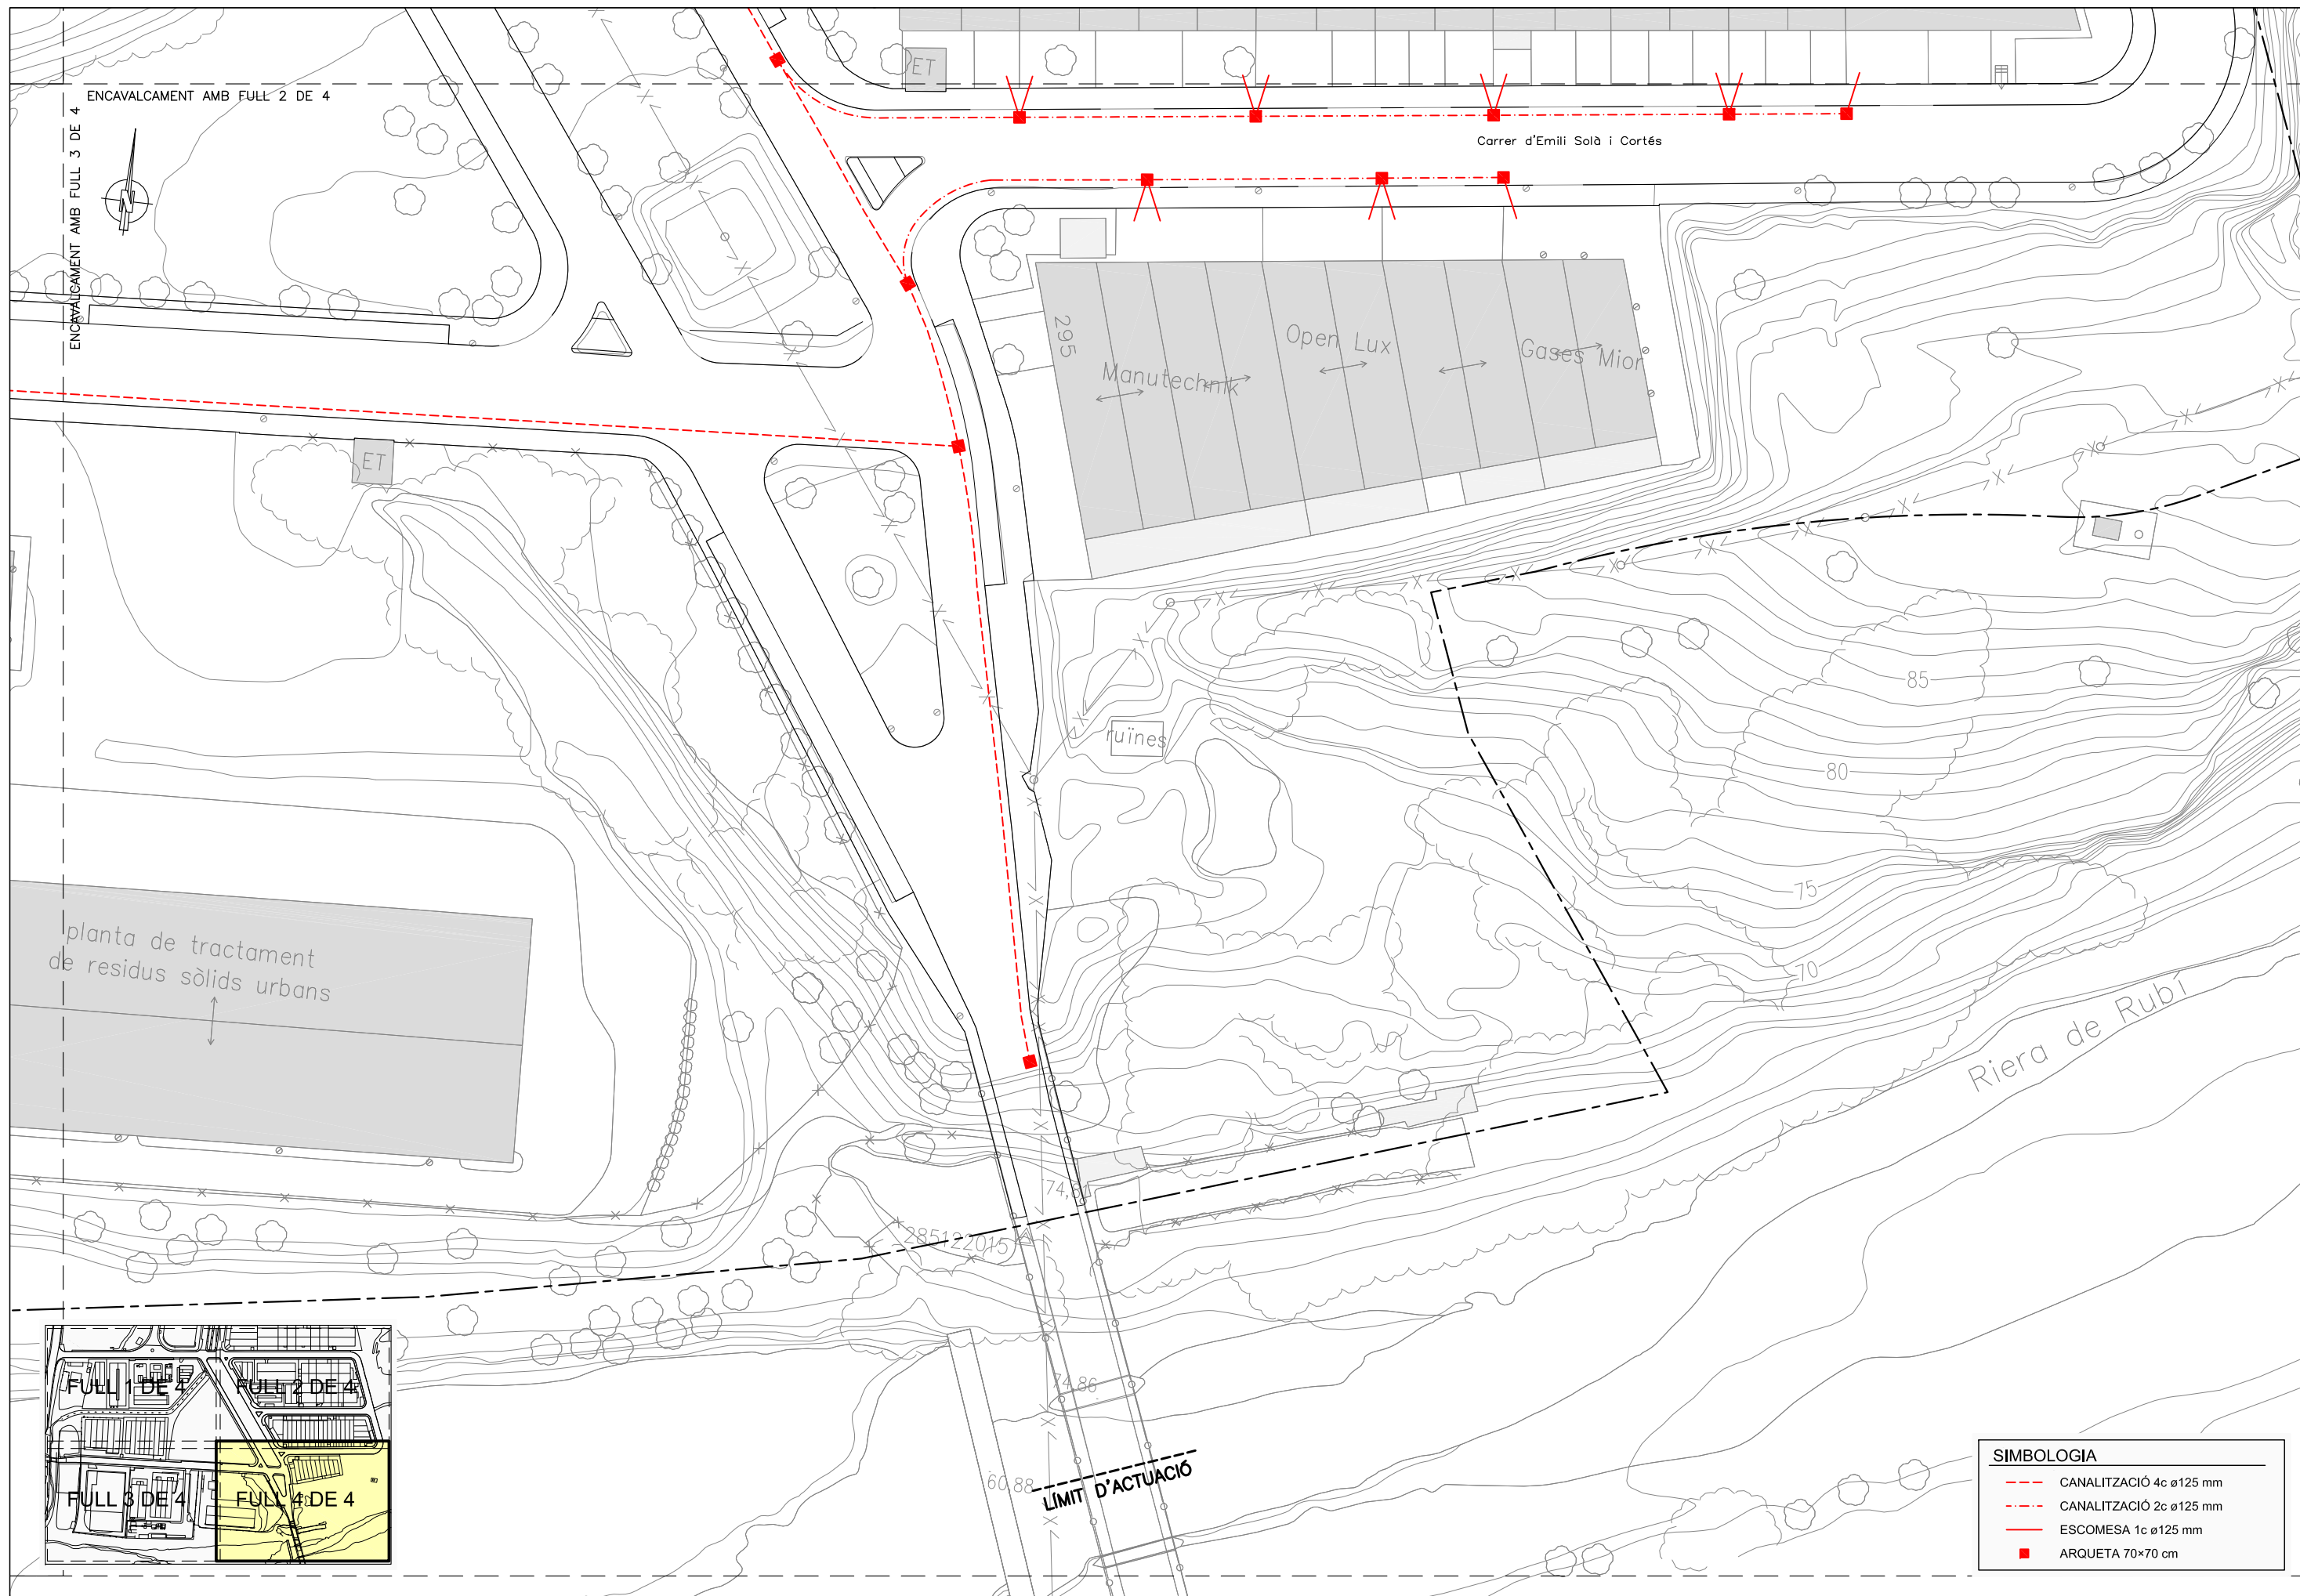 ENCAVALCAMENT AMB FULL 2 DE 4
ENCAVALCAMENT AMB FULL 3 DE 4
ET
Carrer d'Emili Solà i Cortés
295
Manutechnik
Open Lux
Gases Mior
ET
ruïnes
85
80
75
70
planta de tractament
de residus sòlids urbans
Riera de Rubí
74,81
285122015
74,86
60,88
LÍMIT D'ACTUACIÓ
FULL 1 DE 4
FULL 2 DE 4
FULL 3 DE 4
FULL 4 DE 4
SIMBOLOGIA
CANALITZACIÓ 4c ø125 mm
CANALITZACIÓ 2c ø125 mm
ESCOMESA 1c ø125 mm
ARQUETA 70×70 cm